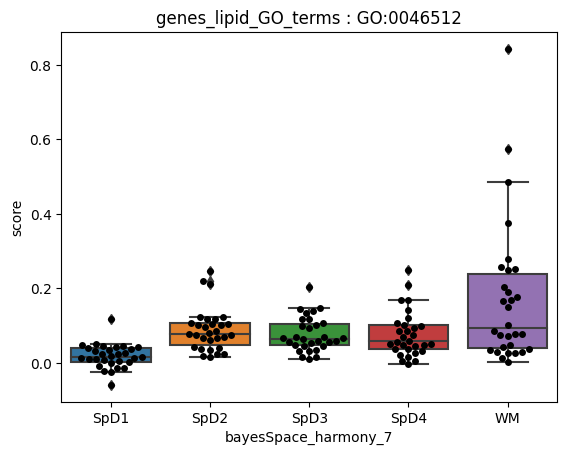 genes_lipid_GO_terms : GO:0046512
0.8
0.6
0.4
0.2
0.0
score
SpD1 SpD2 SpD3 SpD4 WM
bayesSpace_harmony_7